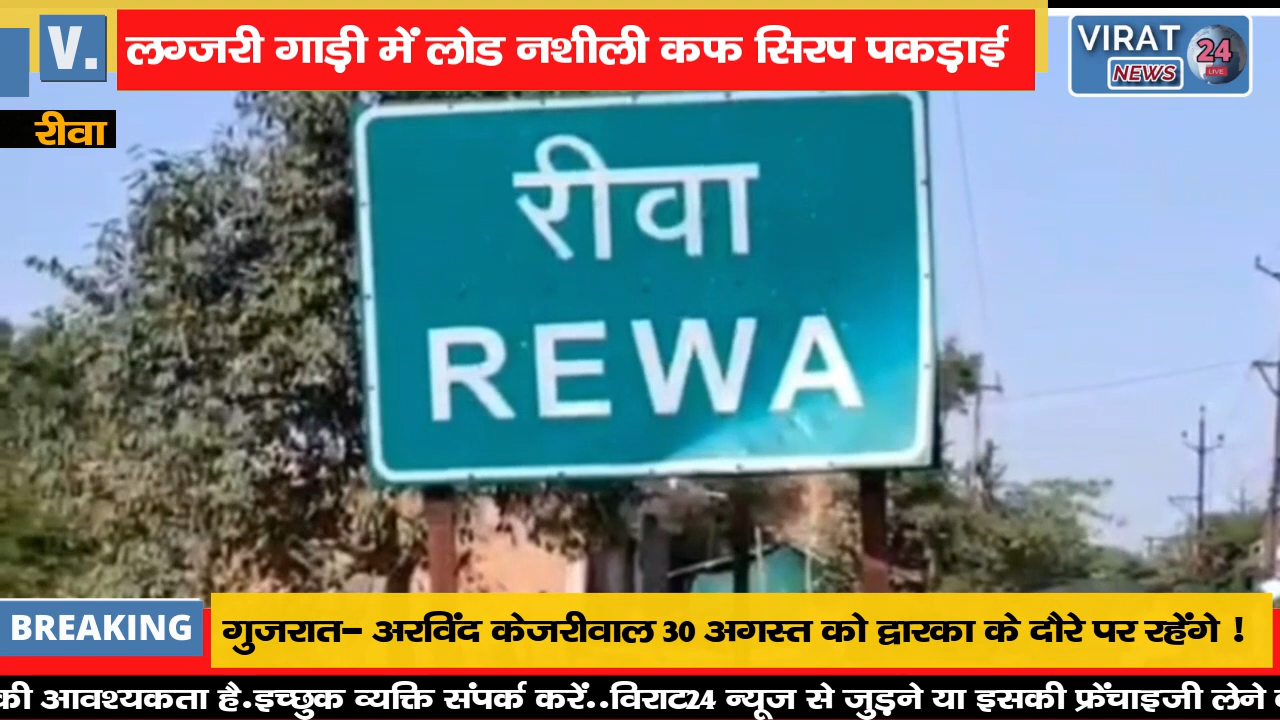 V. लग्जरी गाड़ी में लोड नशीली कफ सिरप पकड़ाई
VIRAT
24
LIVE
NEWS
रीवा
रीवा
REWA
BREAKING
गुजरात– अरविंद केजरीवाल 30 अगस्त को द्वारका के दौरे पर रहेंगे !
की आवश्यकता है.इच्छुक व्यक्ति संपर्क करें..विराट24 न्यूज से जुड़ने या इसकी फ्रेंचाइजी लेने